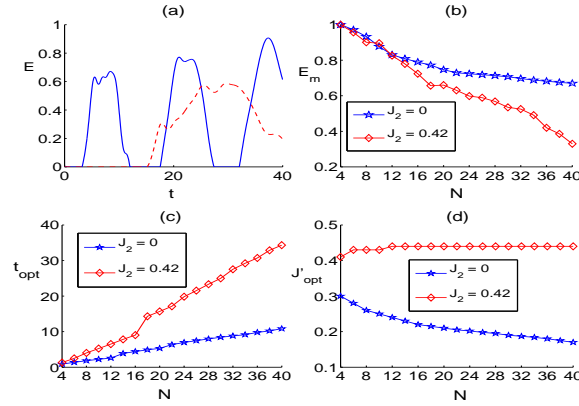 (a)
E
1
0.8
0.6
0.4
0.2
0
0
20
40
t
(b)
E_m
1
0.8
0.6
0.4
0.2
4 8 12 16 20 24 28 32 36 40
N
J_2 = 0
J_2 = 0.42
(c)
t_opt
40
30
20
10
0
4 8 12 16 20 24 28 32 36 40
N
J_2 = 0
J_2 = 0.42
(d)
J'_opt
0.5
0.4
0.3
0.2
0.1
4 8 12 16 20 24 28 32 36 40
N
J_2 = 0
J_2 = 0.42